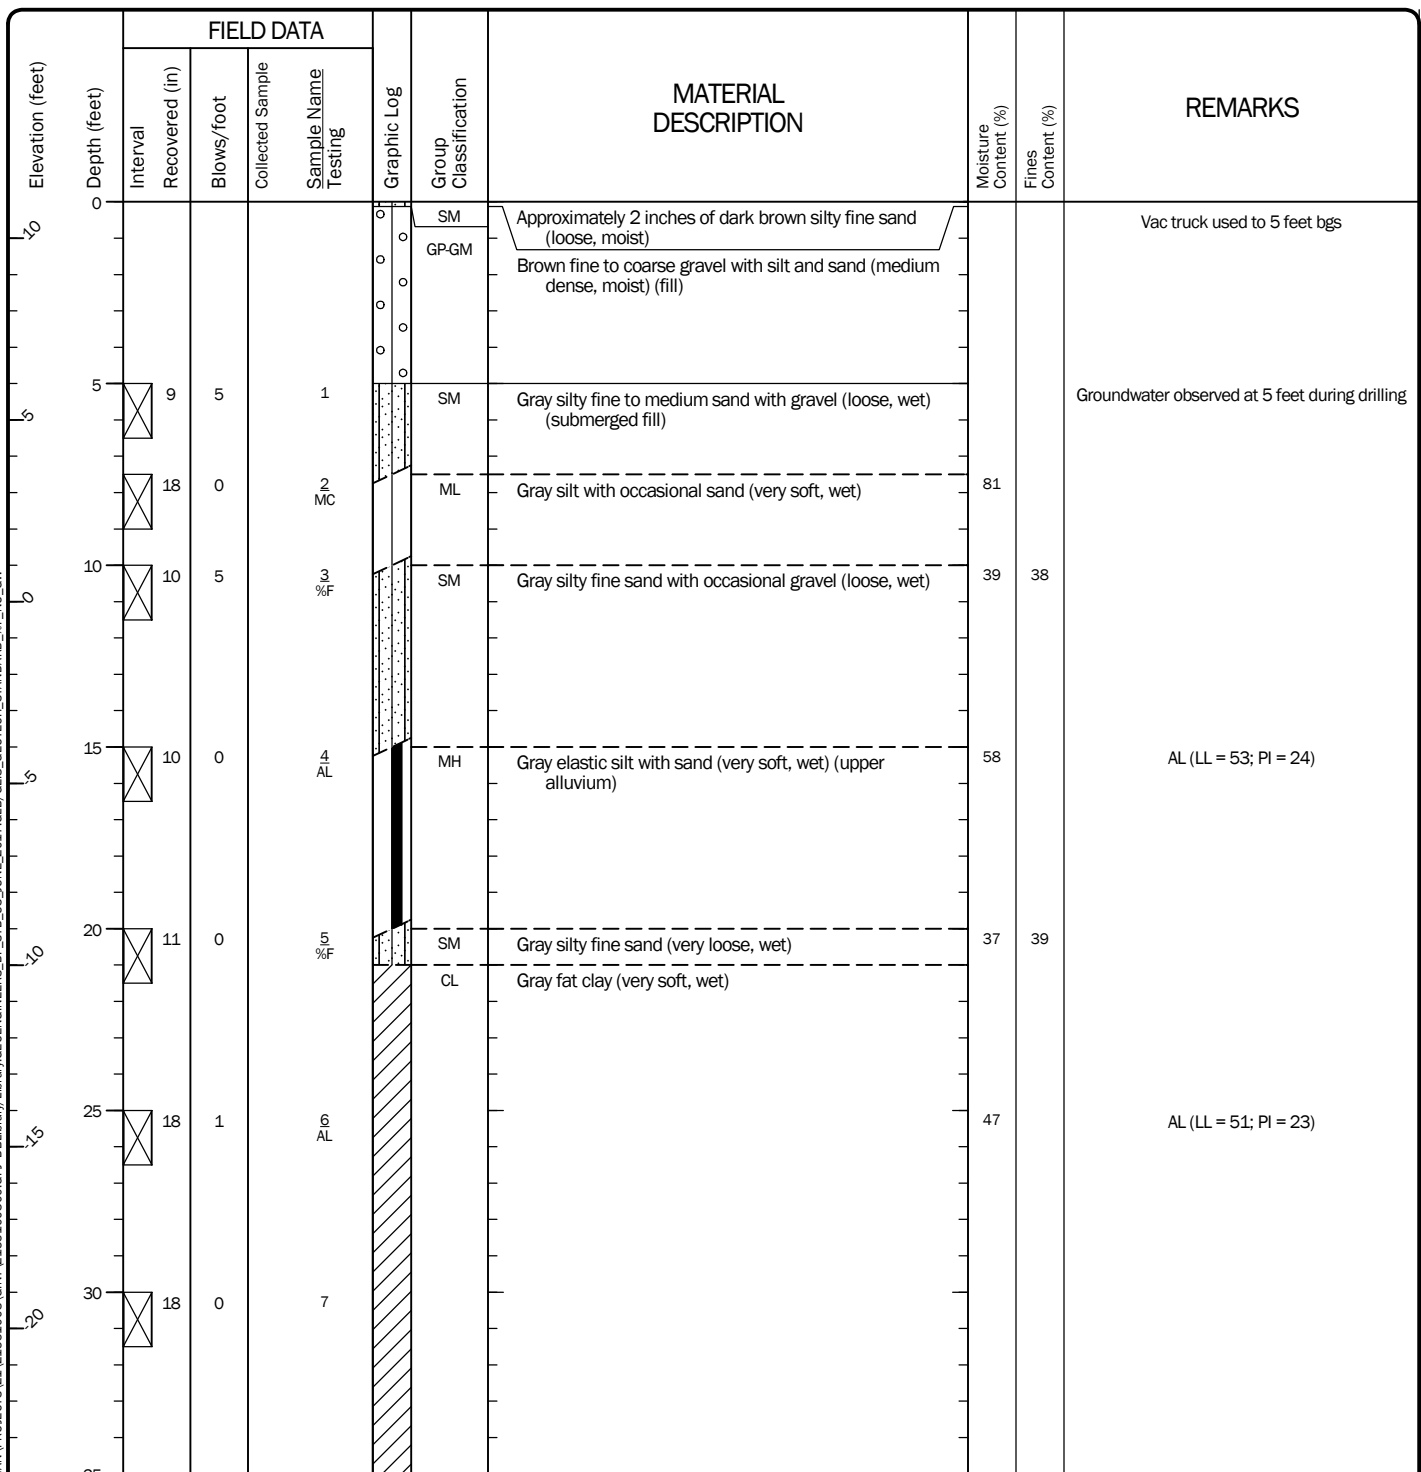 FIELD DATA
Elevation (feet)
Depth (feet)
Interval
Recovered (in)
Blows/foot
Collected Sample
Sample Name
Testing
Graphic Log
Group
Classification
MATERIAL
DESCRIPTION
Moisture
Content (%)
Fines
Content (%)
REMARKS
0
SM
Approximately 2 inches of dark brown silty fine sand
(loose, moist)
Vac truck used to 5 feet bgs
10
GP-GM
Brown fine to coarse gravel with silt and sand (medium
dense, moist) (fill)
5
9
5
1
SM
Gray silty fine to medium sand with gravel (loose, wet)
(submerged fill)
Groundwater observed at 5 feet during drilling
5
18
0
2
MC
ML
Gray silt with occasional sand (very soft, wet)
81
10
10
5
3
%F
SM
Gray silty fine sand with occasional gravel (loose, wet)
39
38
0
15
10
0
4
AL
MH
Gray elastic silt with sand (very soft, wet) (upper
alluvium)
58
AL (LL = 53; PI = 24)
-5
20
11
0
5
%F
SM
Gray silty fine sand (very loose, wet)
37
39
-10
CL
Gray fat clay (very soft, wet)
25
18
1
6
AL
47
AL (LL = 51; PI = 23)
-15
30
18
0
7
-20